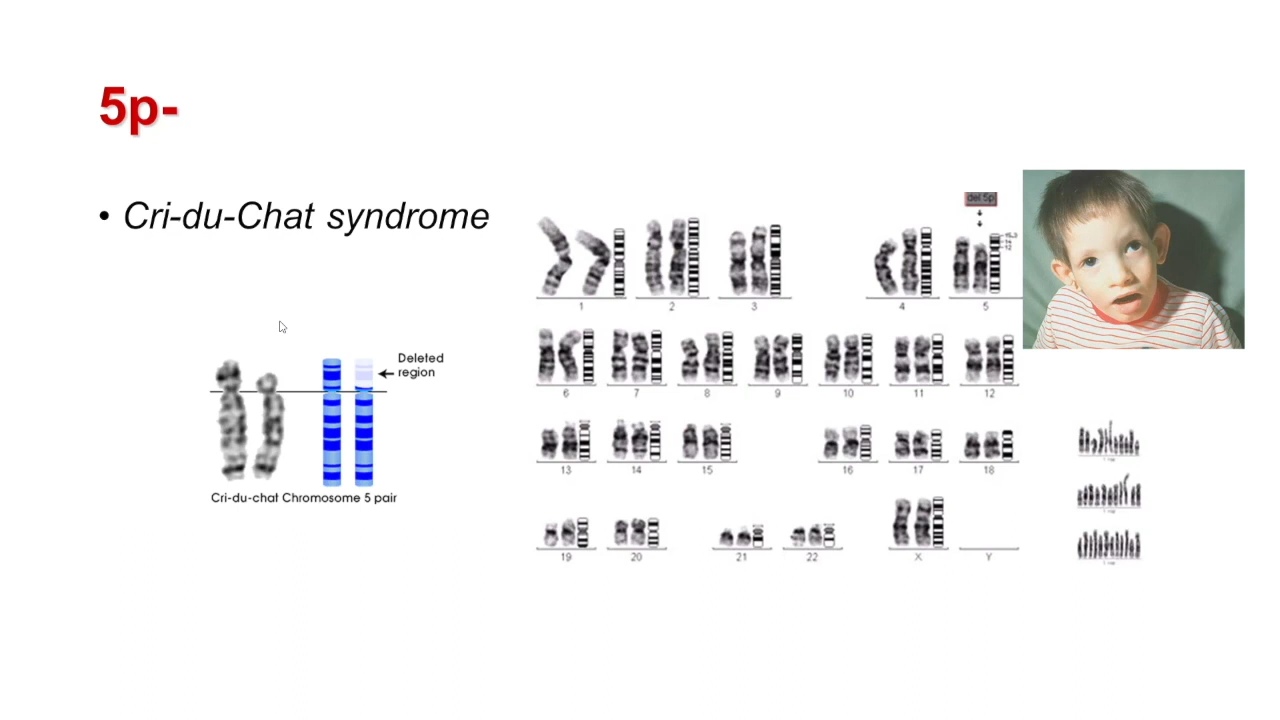 5p-
• Cri-du-Chat syndrome
Deleted
region
Cri-du-chat Chromosome 5 pair
del 5p
1 2 3 4 5
6 7 8 9 10 11 12
13 14 15 16 17 18
19 20 21 22 X Y